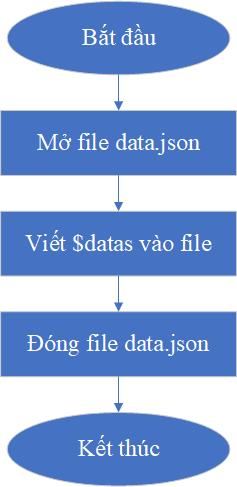 Bắt đầu
Mở file data.json
Viết $datas vào file
Đóng file data.json
Kết thúc